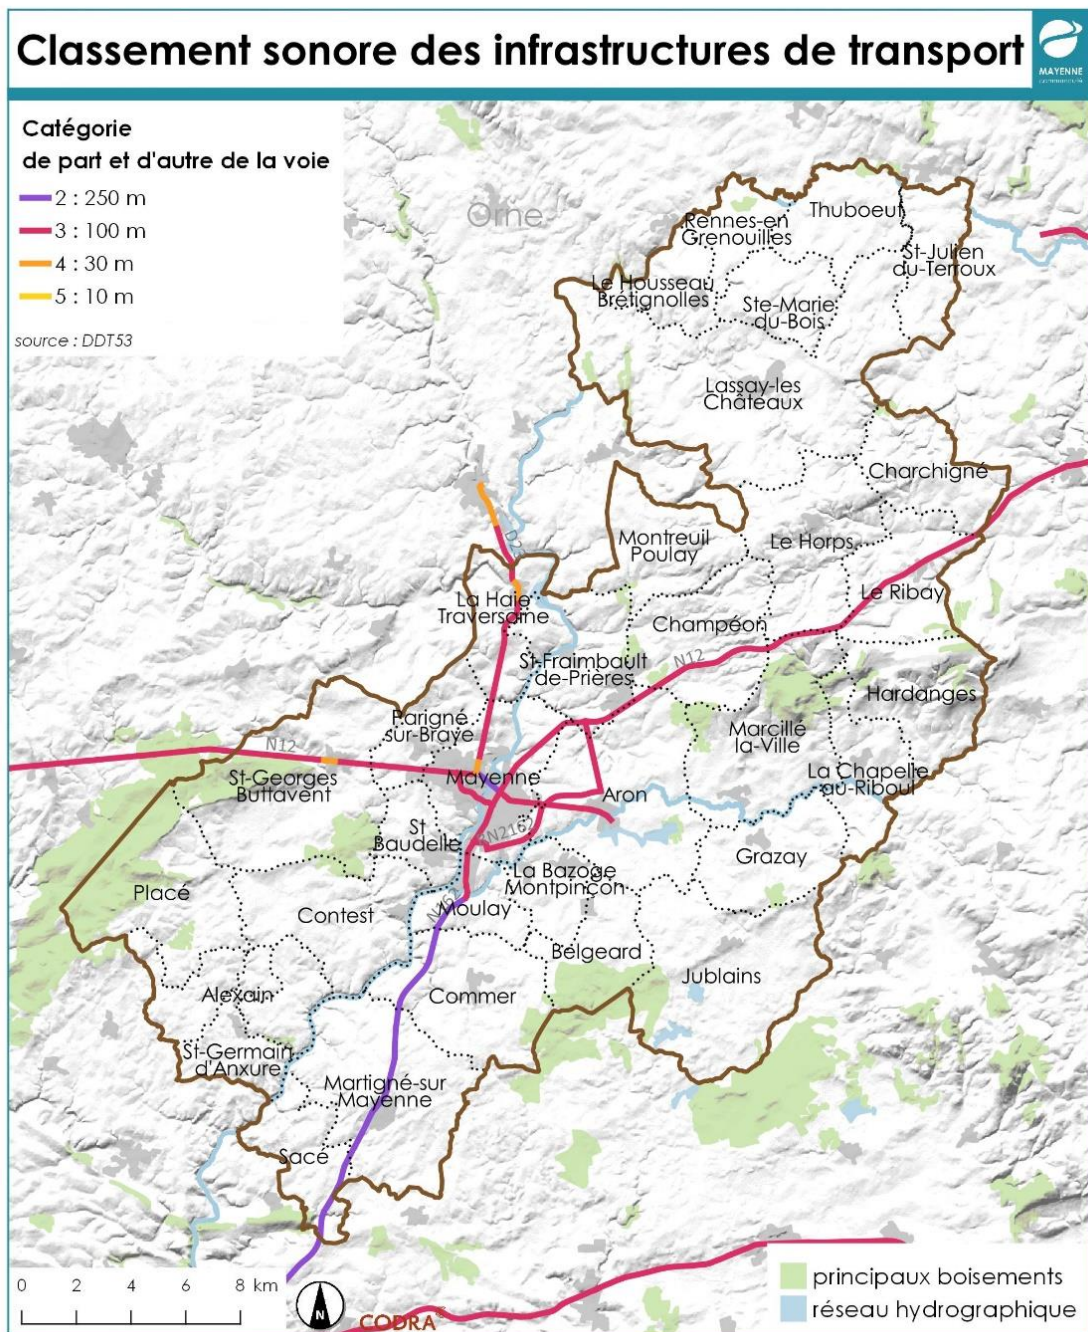 Classement sonore des infrastructures de transport
MAYENNE
Catégorie
de part et d'autre de la voie
2 : 250 m
3 : 100 m
4 : 30 m
5 : 10 m
source : DDT53
Orne
Thuboeuf
Rennes-en
Grenouilles
St-Julien
du-Terroux
Le Housseau
Brétignolles
Ste-Marie
du-Bois
Lassay-les
Châteaux
Charchigné
Montreuil
Poulay
Le Horps
Le Ribay
La Haie
Traversaine
Champéon
St-Fraimbault
de-Prières
N12
Hardanges
Parigné
sur-Braye
Marcillé
la-Ville
N12
St-Georges
Buttavent
Mayenne
La Chapelle
au-Riboul
Aron
St
Baudelle
N2162
Grazay
La Bazoge
Montpinçon
Placé
Contest
N162
Moulay
Belgeard
Jublains
Alexain
Commer
St-Germain
d'Anxure
Martigné-sur
Mayenne
Sacé
0 2 4 6 8 km
N
CODRA
principaux boisements
réseau hydrographique